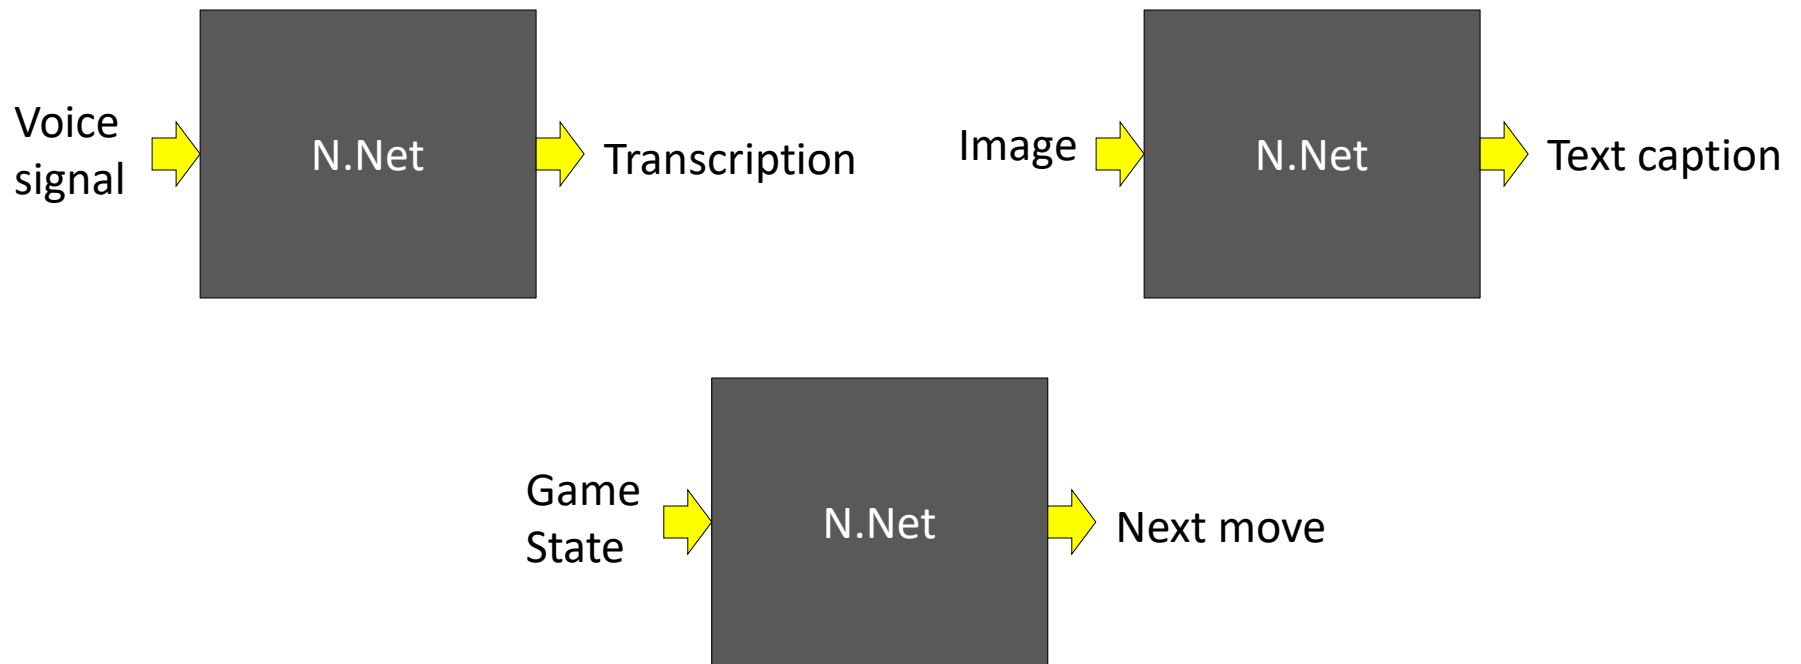 Voice
signal
N.Net
Transcription
Image
N.Net
Text caption
Game
State
N.Net
Next move